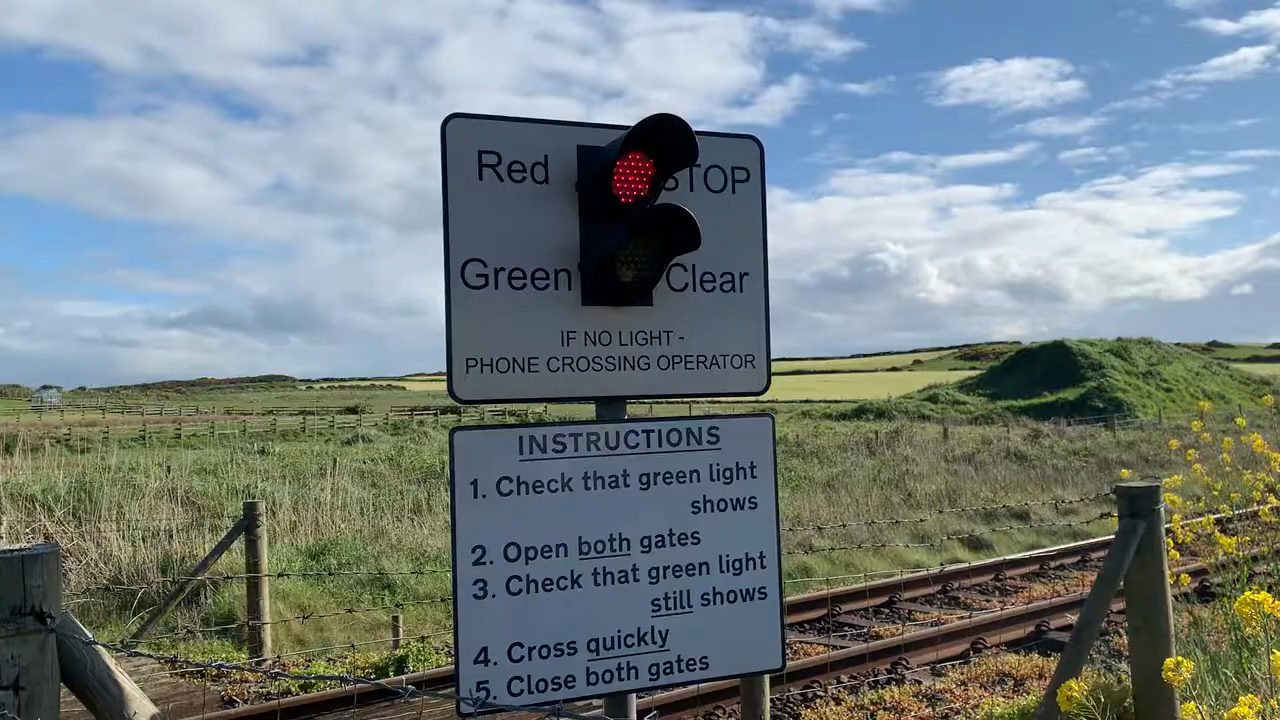 Red STOP
Green Clear
IF NO LIGHT -
PHONE CROSSING OPERATOR
INSTRUCTIONS
1. Check that green light
shows
2. Open both gates
3. Check that green light
still shows
4. Cross quickly
5. Close both gates